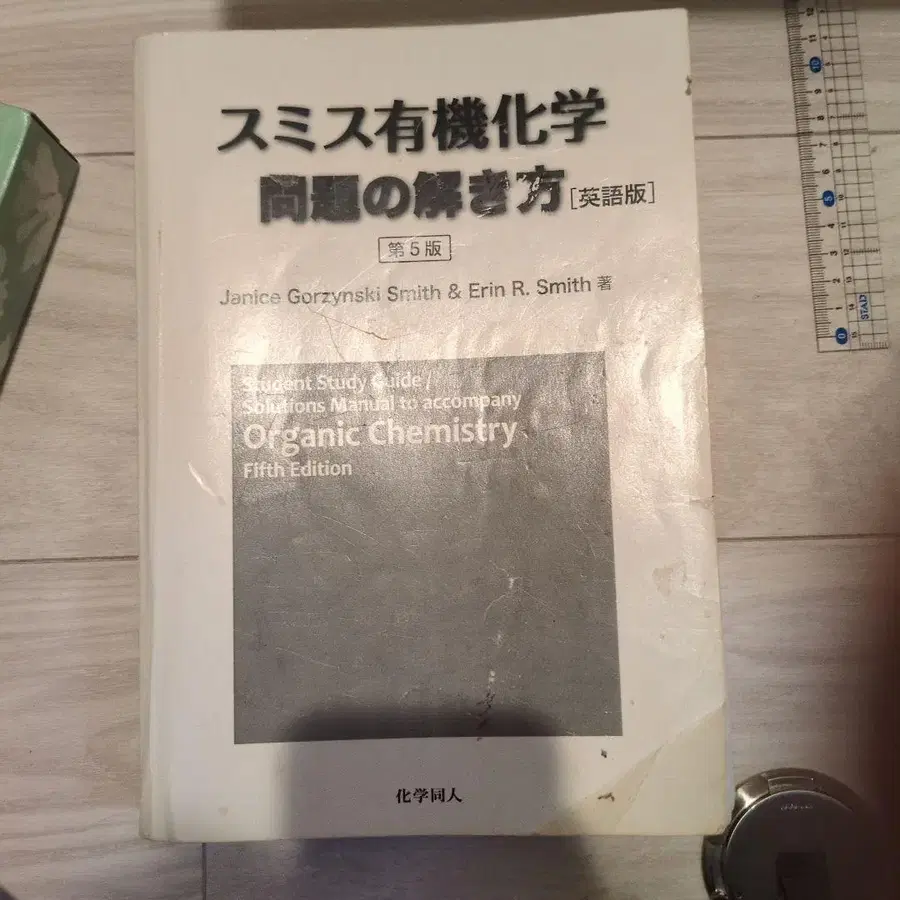 スミス有機化学
問題の解き方[英語版]
第5版
Janice Gorzynski Smith & Erin R. Smith 著
Student Study Guide/
Solutions Manual to accompany
Organic Chemistry
Fifth Edition
化学同人